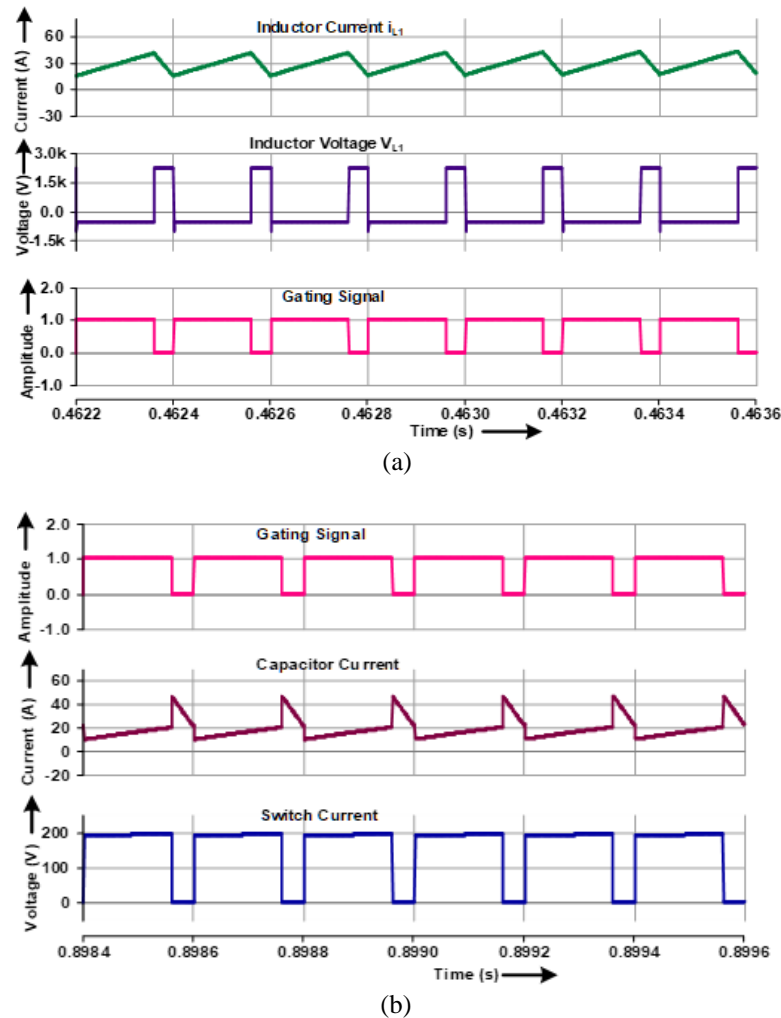 Inductor Current iL1
Current (A)
60
30
0
-30
Inductor Voltage VL1
Voltage (V)
3.0k
1.5k
0.0
-1.5k
Gating Signal
Amplitude
2.0
1.0
0.0
-1.0
0.4622 0.4624 0.4626 0.4628 0.4630 0.4632 0.4634 0.4636
Time (s)
(a)
Gating Signal
Amplitude
2.0
1.0
0.0
-1.0
Capacitor Current
Current (A)
60
40
20
0
-20
Switch Current
Voltage (V)
200
100
0
0.8984 0.8986 0.8988 0.8990 0.8992 0.8994 0.8996
Time (s)
(b)